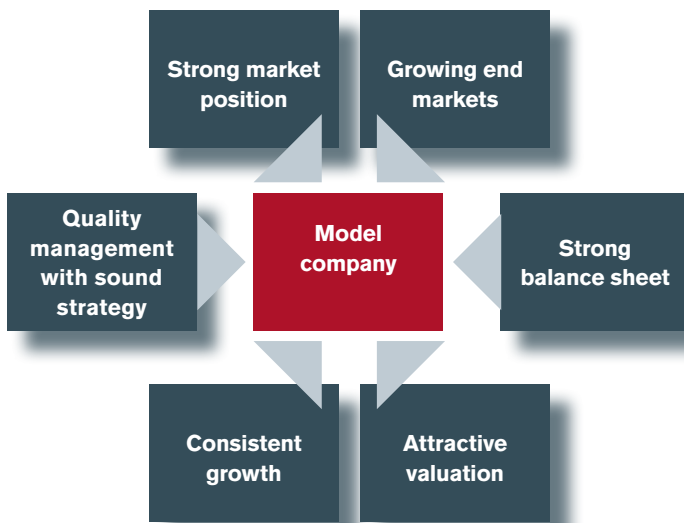 Strong market
position
Growing end
markets
Quality
management
with sound
strategy
Model
company
Strong
balance sheet
Consistent
growth
Attractive
valuation